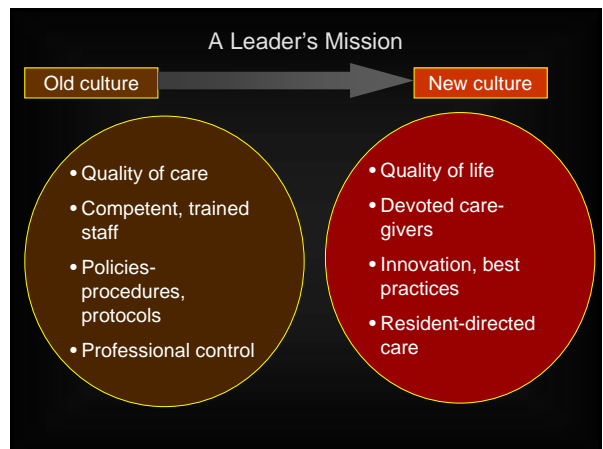 A Leader's Mission
Old culture
New culture
• Quality of care
• Competent, trained
staff
• Policies-
procedures,
protocols
• Professional control
• Quality of life
• Devoted care-
givers
• Innovation, best
practices
• Resident-directed
care